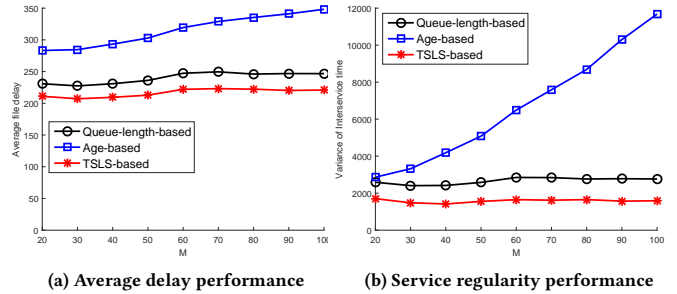 350
300
250
200
150
100
50
0
Average file delay
Queue-length-based
Age-based
TSLS-based
20 30 40 50 60 70 80 90 100
M
(a) Average delay performance
12000
10000
8000
6000
4000
2000
0
Variance of Interservice time
Queue-length-based
Age-based
TSLS-based
20 30 40 50 60 70 80 90 100
M
(b) Service regularity performance